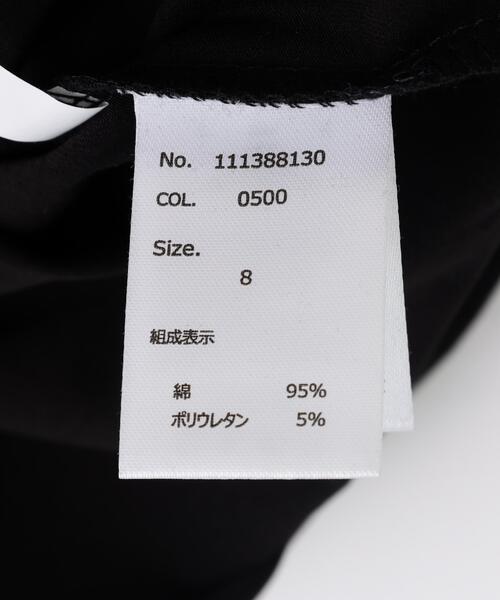 No. 111388130
COL. 0500
Size.
8
組成表示
綿 95%
ポリウレタン 5%